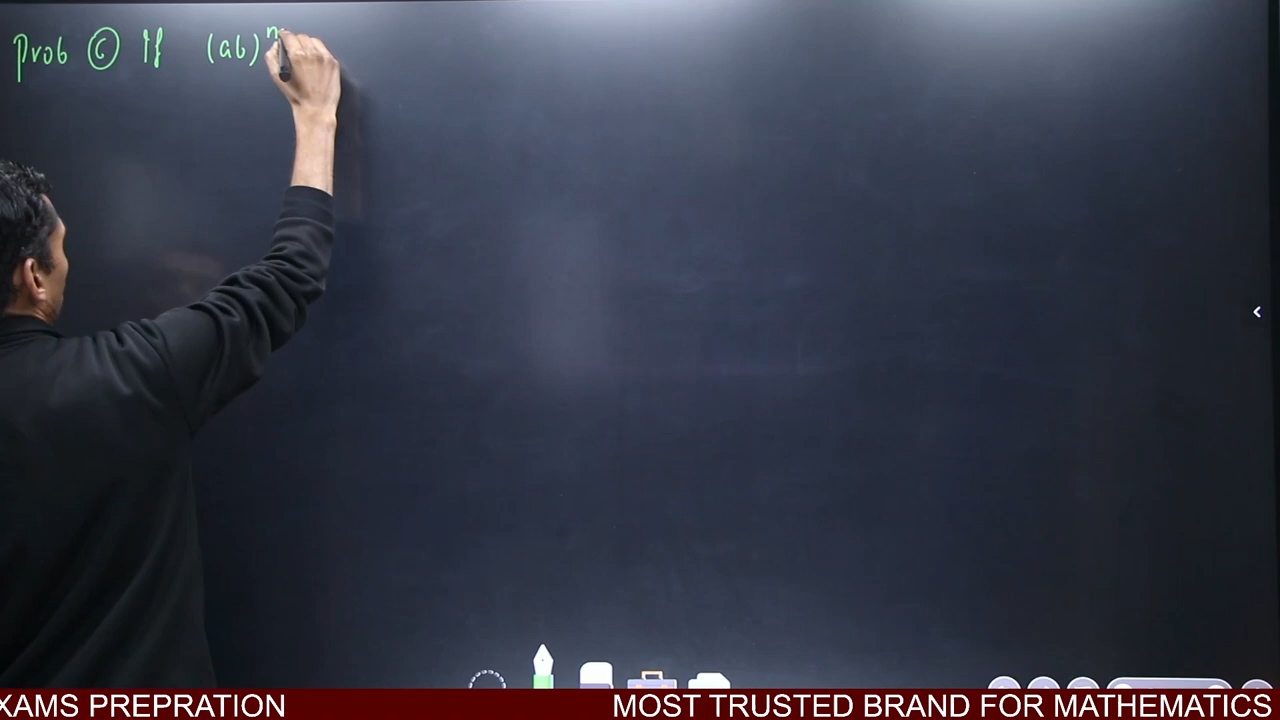 prob © If (ab)^n
XAMS PREPRATION MOST TRUSTED BRAND FOR MATHEMATICS